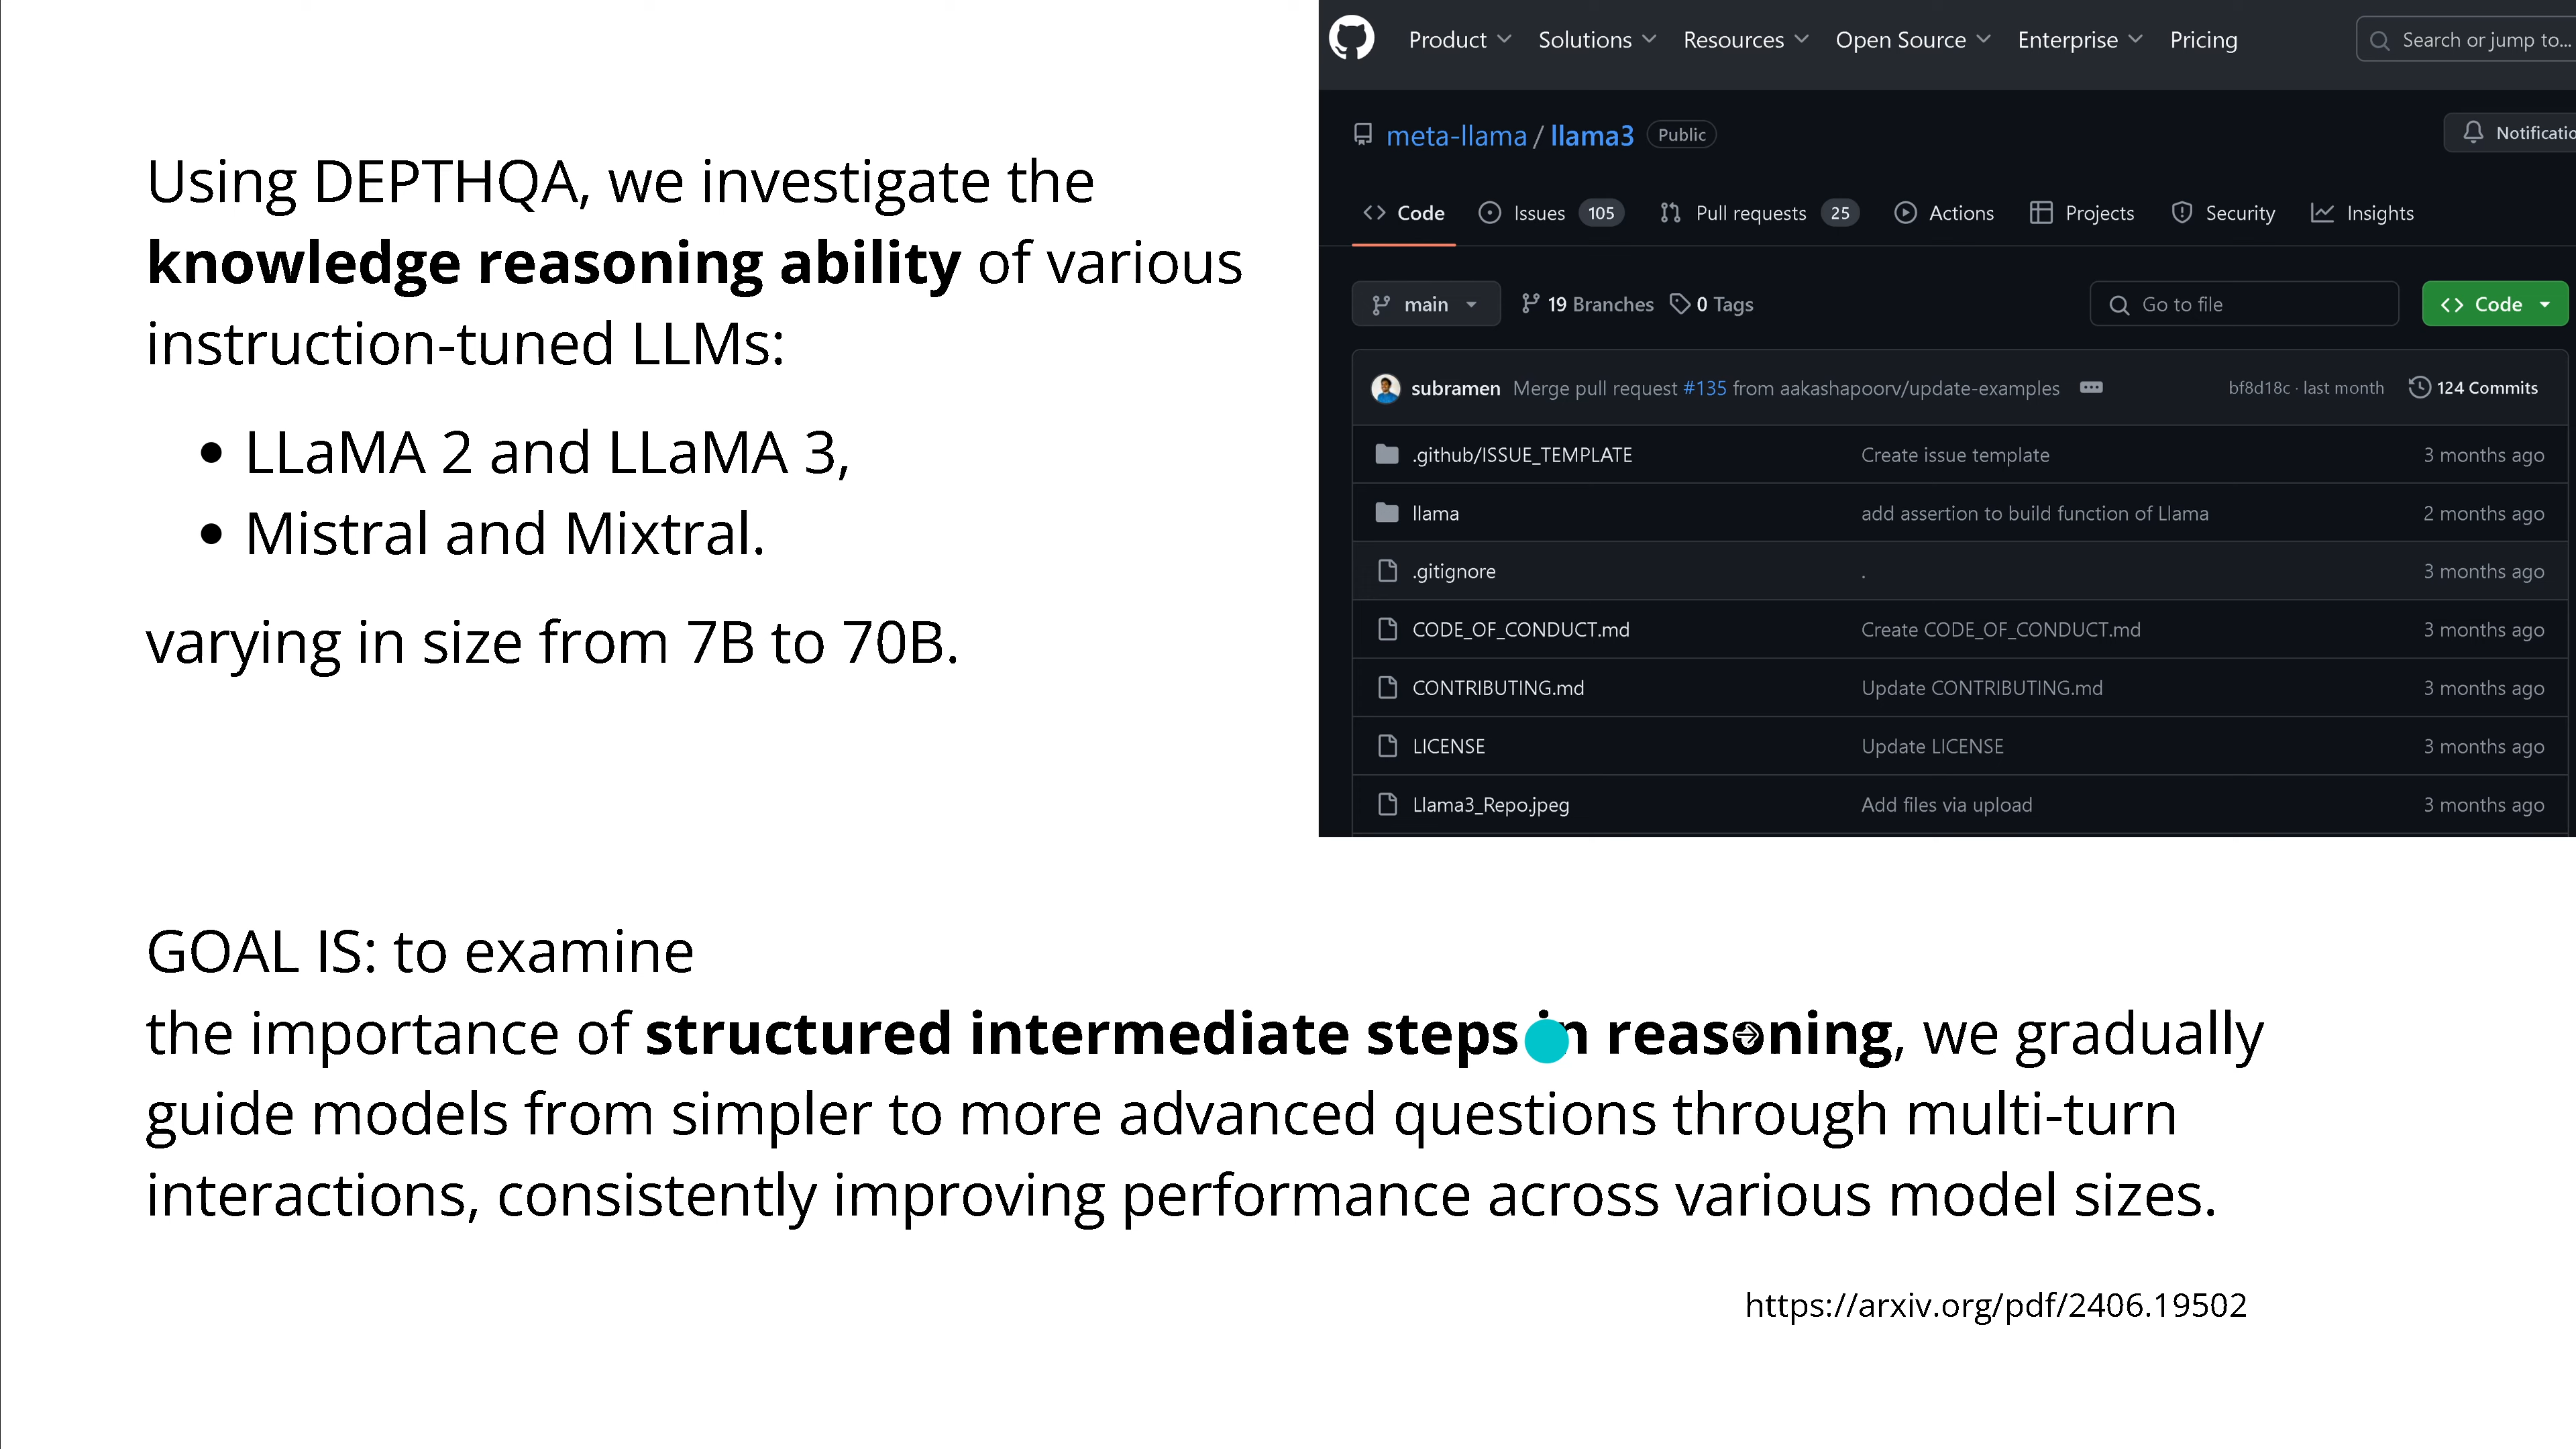 Using DEPTHQA, we investigate the
knowledge reasoning ability of various
instruction-tuned LLMs:
• LLaMA 2 and LLaMA 3,
• Mistral and Mixtral.
varying in size from 7B to 70B.
Product Solutions Resources Open Source Enterprise Pricing Search or jump to...
meta-llama / llama3 Public
Code Issues 105 Pull requests 25 Actions Projects Security Insights
main 19 Branches 0 Tags Go to file Code
subramen Merge pull request #135 from aakashapoorv/update-examples bf8d18c · last month 124 Commits
.github/ISSUE_TEMPLATE Create issue template 3 months ago
llama add assertion to build function of Llama 2 months ago
.gitignore . 3 months ago
CODE_OF_CONDUCT.md Create CODE_OF_CONDUCT.md 3 months ago
CONTRIBUTING.md Update CONTRIBUTING.md 3 months ago
LICENSE Update LICENSE 3 months ago
Llama3_Repo.jpeg Add files via upload 3 months ago
GOAL IS: to examine
the importance of structured intermediate steps in reasoning, we gradually
guide models from simpler to more advanced questions through multi-turn
interactions, consistently improving performance across various model sizes.
https://arxiv.org/pdf/2406.19502